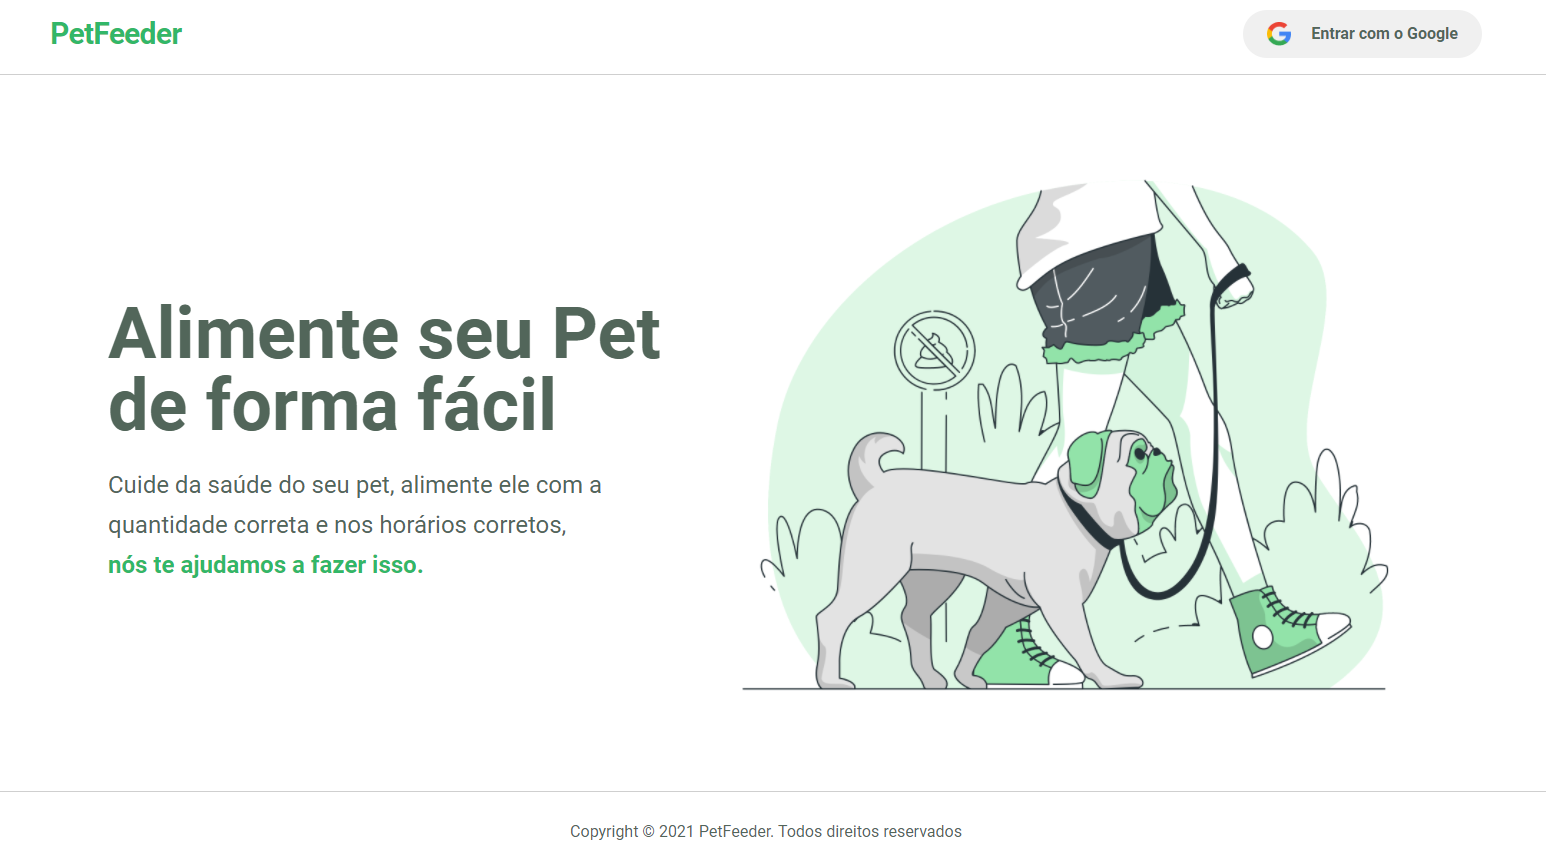 PetFeeder
Entrar com o Google
Alimente seu Pet
de forma fácil
Cuide da saúde do seu pet, alimente ele com a
quantidade correta e nos horários corretos,
nós te ajudamos a fazer isso.
Copyright © 2021 PetFeeder. Todos direitos reservados